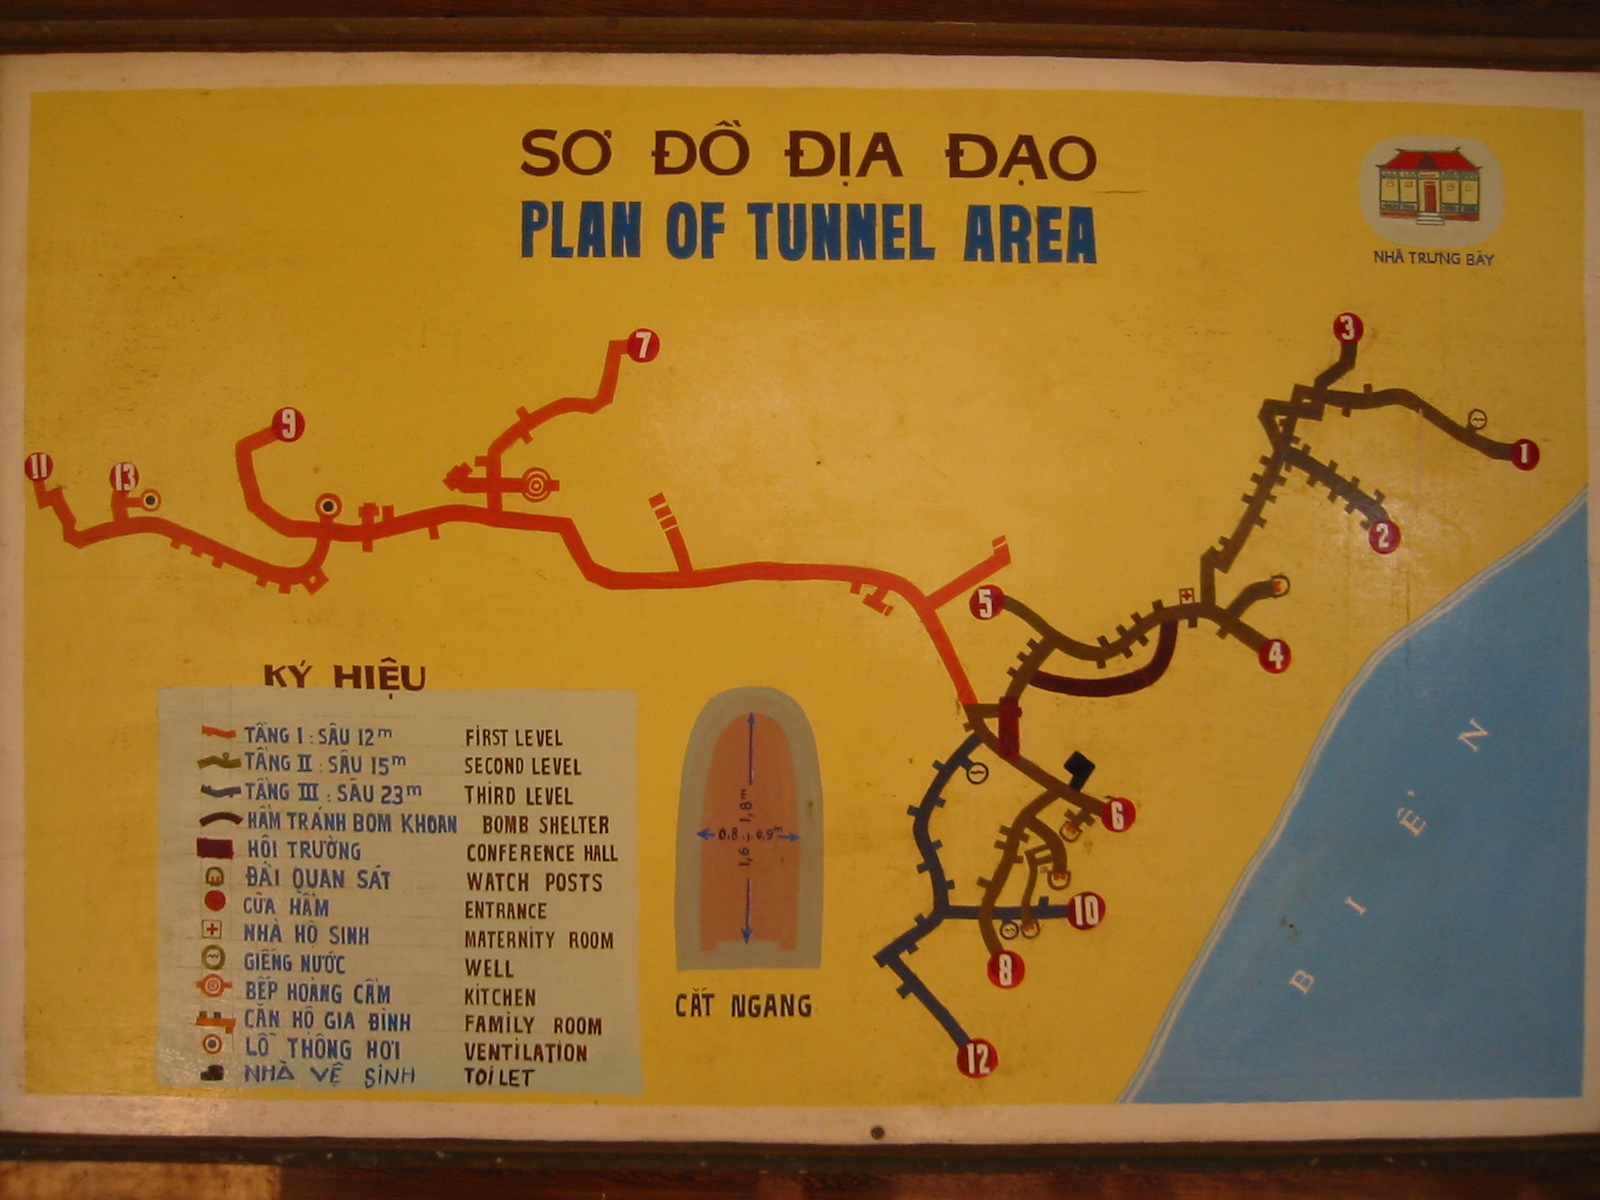 SƠ ĐỒ ĐỊA ĐẠO
PLAN OF TUNNEL AREA
NHÀ TRƯNG BÀY
3
7
9
1
11
13
2
5
4
6
10
8
12
BIỂN
KÝ HIỆU
TẦNG I : SÂU 12m FIRST LEVEL
TẦNG II : SÂU 15m SECOND LEVEL
TẦNG III : SÂU 23m THIRD LEVEL
HẦM TRÁNH BOM KHOAN BOMB SHELTER
HỘI TRƯỜNG CONFERENCE HALL
ĐÀI QUAN SÁT WATCH POSTS
CỬA HẦM ENTRANCE
NHÀ HỘ SINH MATERNITY ROOM
GIẾNG NƯỚC WELL
BẾP HOÀNG CẦM KITCHEN
CĂN HỘ GIA ĐÌNH FAMILY ROOM
LỖ THÔNG HƠI VENTILATION
NHÀ VỆ SINH TOILET
1,6 ÷ 1,8m
0,8 ÷ 0,9m
CẮT NGANG